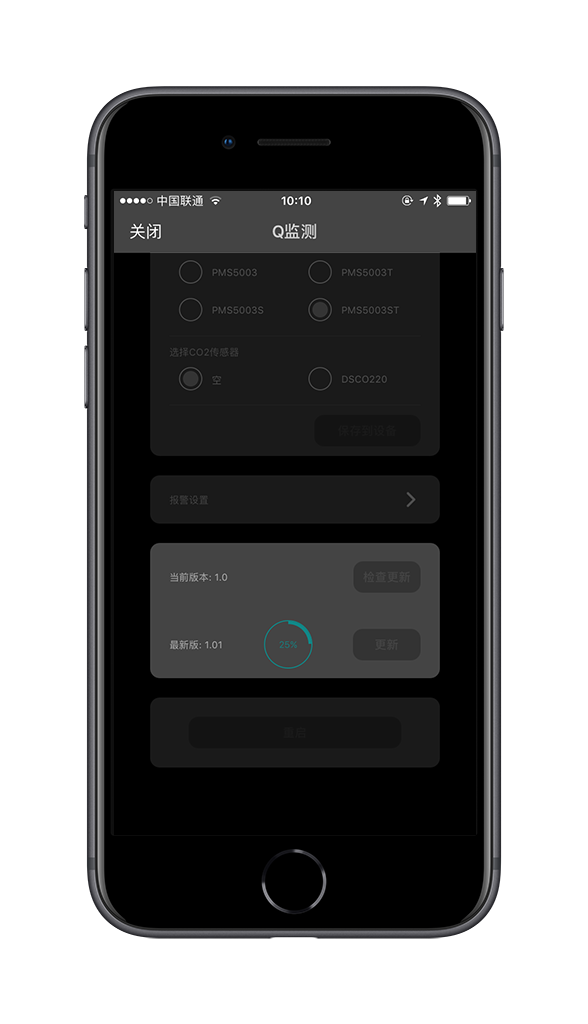 中国联通 10:10
关闭 Q监测
PMS5003 PMS5003T
PMS5003S PMS5003ST
选择CO2传感器
空 DSCO220
保存到设备
报警设置
当前版本: 1.0 检查更新
最新版: 1.01 25% 更新
重启